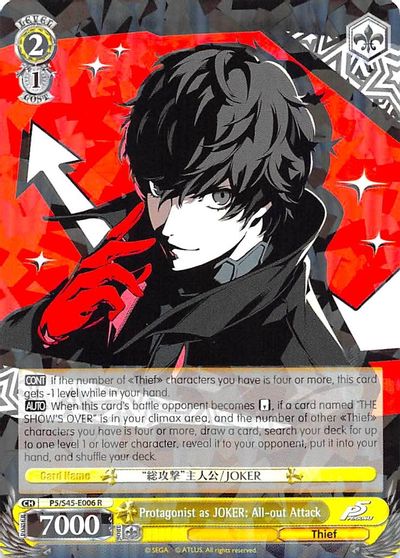 LEVEL
2
1
COST
CONT If the number of «Thief» characters you have is four or more, this card
gets -1 level while in your hand.
AUTO When this card's battle opponent becomes , if a card named "THE
SHOW'S OVER" is in your climax area, and the number of other «Thief»
characters you have is two or more, draw a card, search your deck for up
to one level 1 or lower character, reveal it to your opponent, put it into your
hand, and shuffle your deck.
Card Name
"総攻撃"主人公/JOKER
CH P5/S45-E006 R
Protagonist as JOKER: All-out Attack
P5
POWER
7000
Thief
© SEGA © ATLUS. All rights reserved.